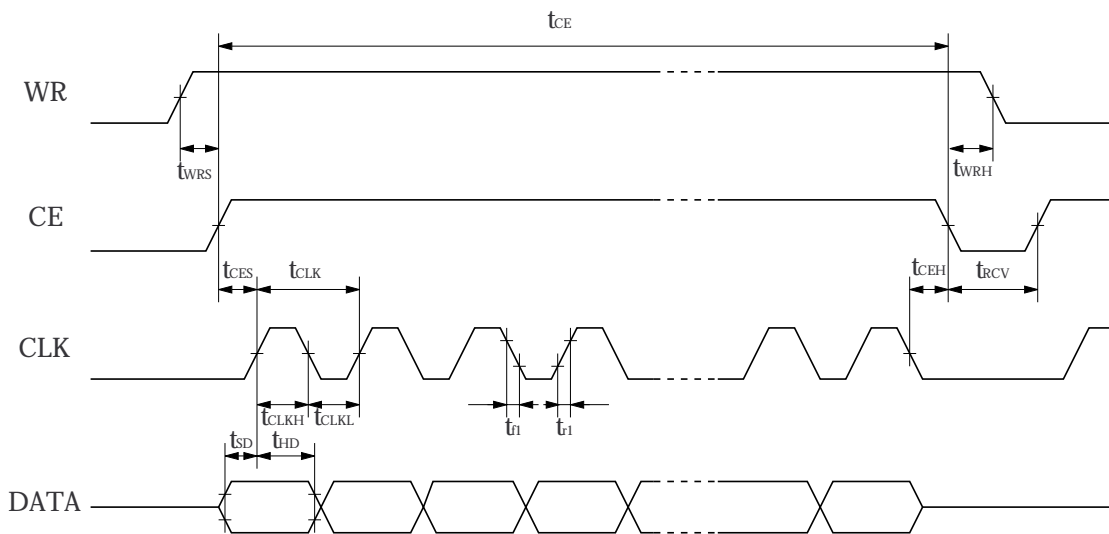 tCE
WR
tWRS
tWRH
CE
tCES
tCLK
tCEH
tRCV
CLK
tCLKH
tCLKL
tf1
tr1
tSD
tHD
DATA